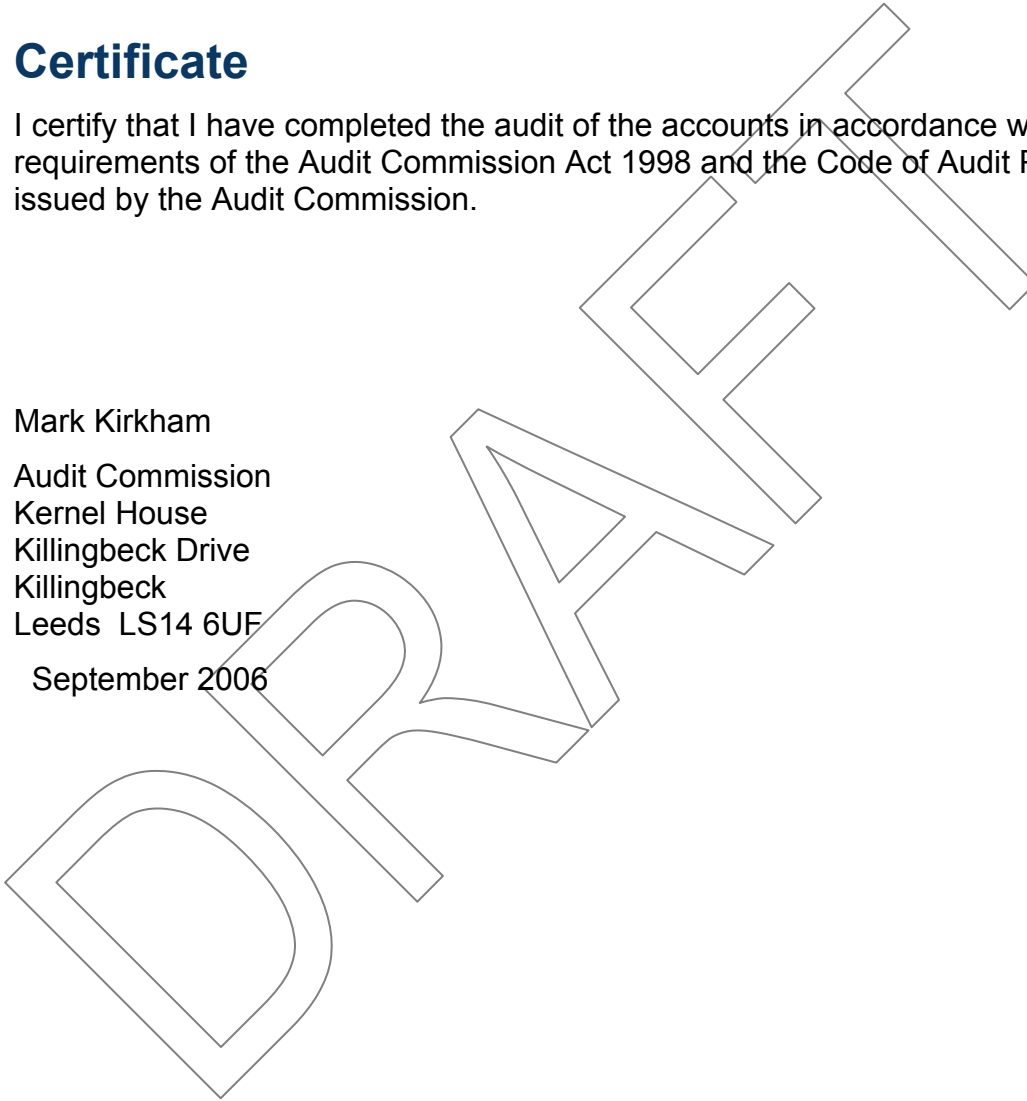 Certificate
I certify that I have completed the audit of the accounts in accordance w
requirements of the Audit Commission Act 1998 and the Code of Audit
issued by the Audit Commission.
Mark Kirkham
Audit Commission
Kernel House
Killingbeck Drive
Killingbeck
Leeds LS14 6UF
September 2006
DRAFT